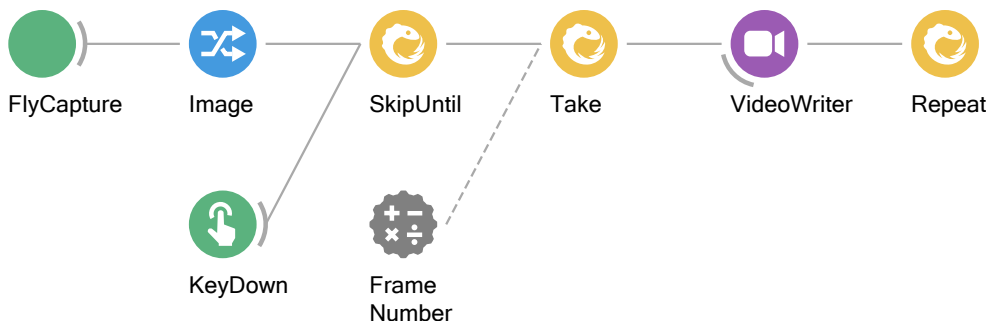 FlyCapture
Image
SkipUntil
Take
VideoWriter
Repeat
KeyDown
Frame
Number